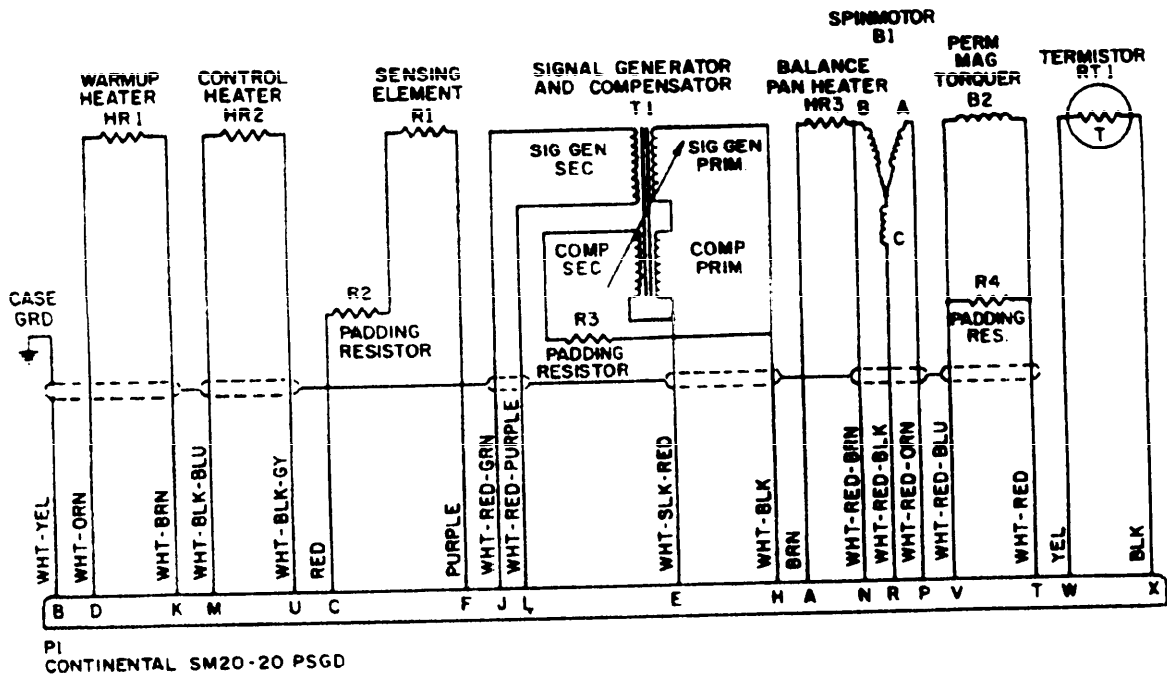 SPINMOTOR
B1
WARMUP
HEATER
HR1
CONTROL
HEATER
HR2
SENSING
ELEMENT
R1
SIGNAL GENERATOR
AND COMPENSATOR
T1
BALANCE
PAN HEATER
HR3
B
A
C
PERM
MAG
TORQUER
B2
TERMISTOR
RT1
T
SIG GEN
SEC
SIG GEN
PRIM.
COMP
SEC
COMP
PRIM
CASE
GRD
R2
PADDING
RESISTOR
R3
PADDING
RESISTOR
R4
PADDING
RES.
WHT-YEL
WHT-ORN
WHT-BRN
WHT-BLK-BLU
WHT-BLK-GY
RED
PURPLE
WHT-RED-GRN
WHT-RED-PURPLE
WHT-SLK-RED
WHT-BLK
BRN
WHT-RED-BRN
WHT-RED-BLK
WHT-RED-ORN
WHT-RED-BLU
WHT-RED
YEL
BLK
B D K M U C F J L E H A N R P V T W X
P1
CONTINENTAL SM20-20 PSGD